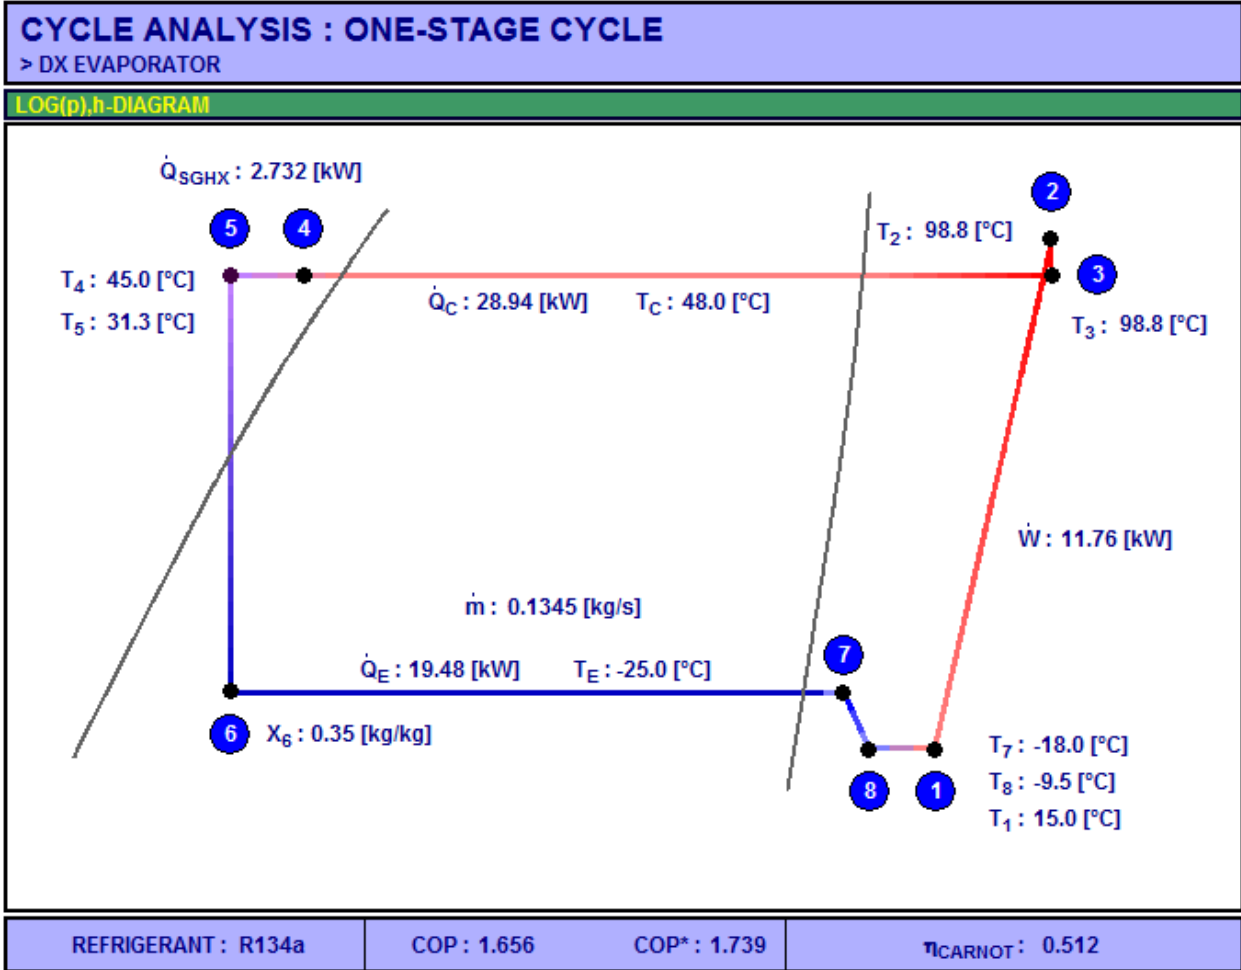 CYCLE ANALYSIS : ONE-STAGE CYCLE
> DX EVAPORATOR
LOG(p),h-DIAGRAM
Q̇SGHX : 2.732 [kW]
5
4
2
T2 : 98.8 [°C]
3
T4 : 45.0 [°C]
T5 : 31.3 [°C]
Q̇C : 28.94 [kW] TC : 48.0 [°C]
T3 : 98.8 [°C]
Ẇ : 11.76 [kW]
ṁ : 0.1345 [kg/s]
7
Q̇E : 19.48 [kW] TE : -25.0 [°C]
6
X6 : 0.35 [kg/kg]
8
1
T7 : -18.0 [°C]
T8 : -9.5 [°C]
T1 : 15.0 [°C]
REFRIGERANT : R134a
COP : 1.656 COP* : 1.739
ηCARNOT : 0.512